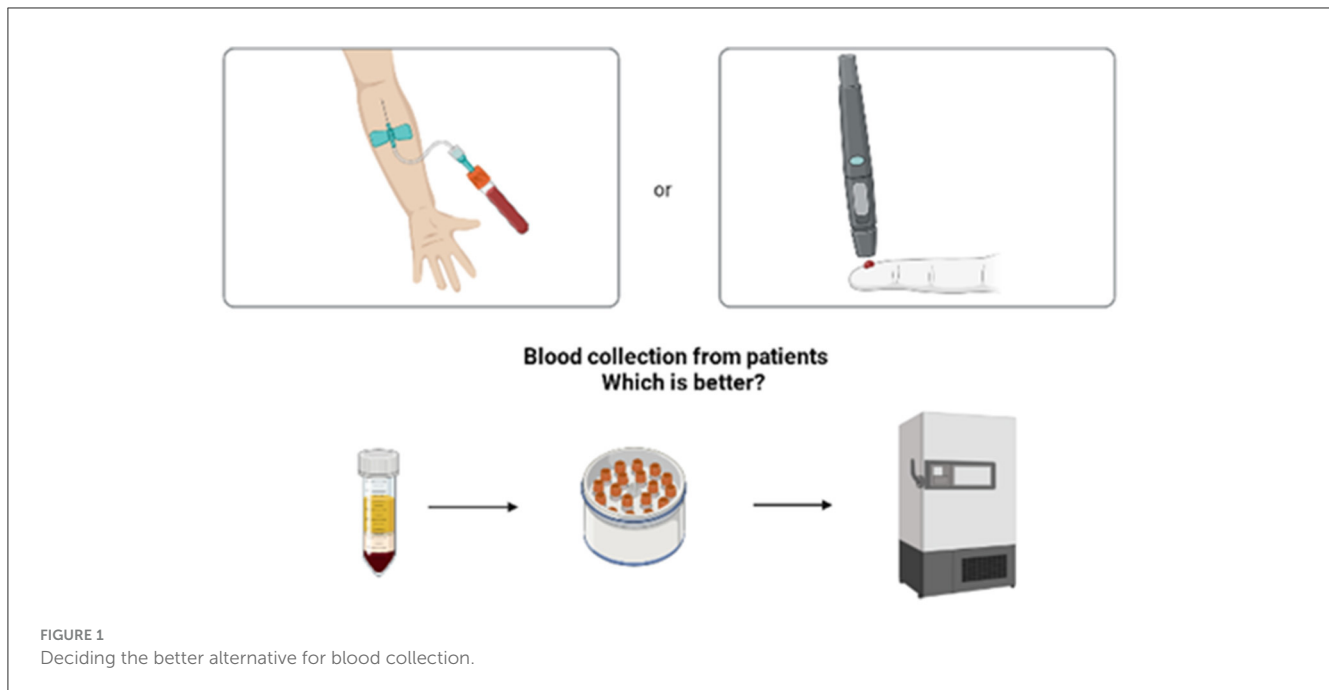 or
Blood collection from patients
Which is better?
FIGURE 1
Deciding the better alternative for blood collection.